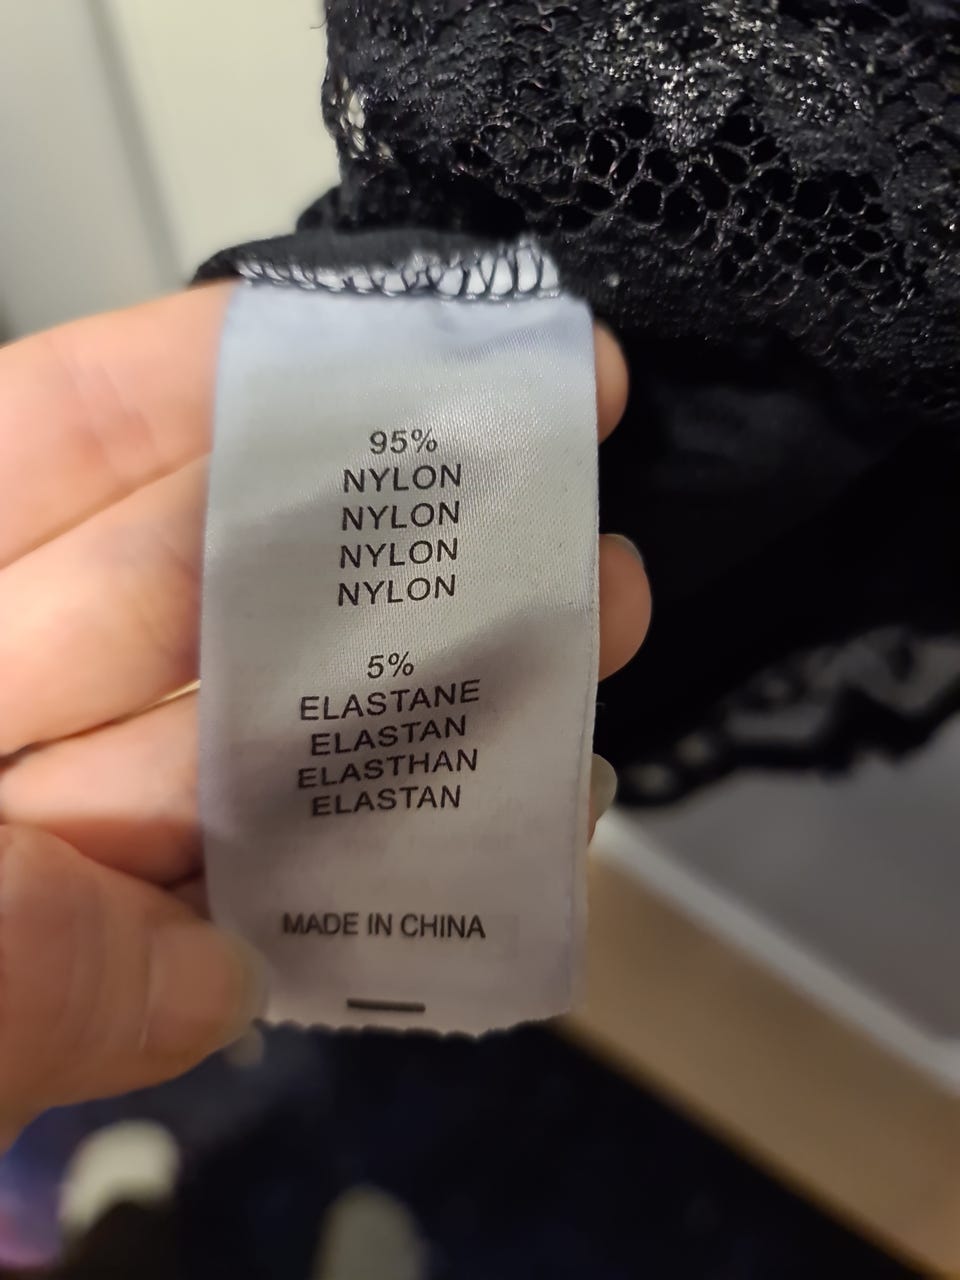 95%
NYLON
NYLON
NYLON
NYLON
5%
ELASTANE
ELASTAN
ELASTHAN
ELASTAN
MADE IN CHINA